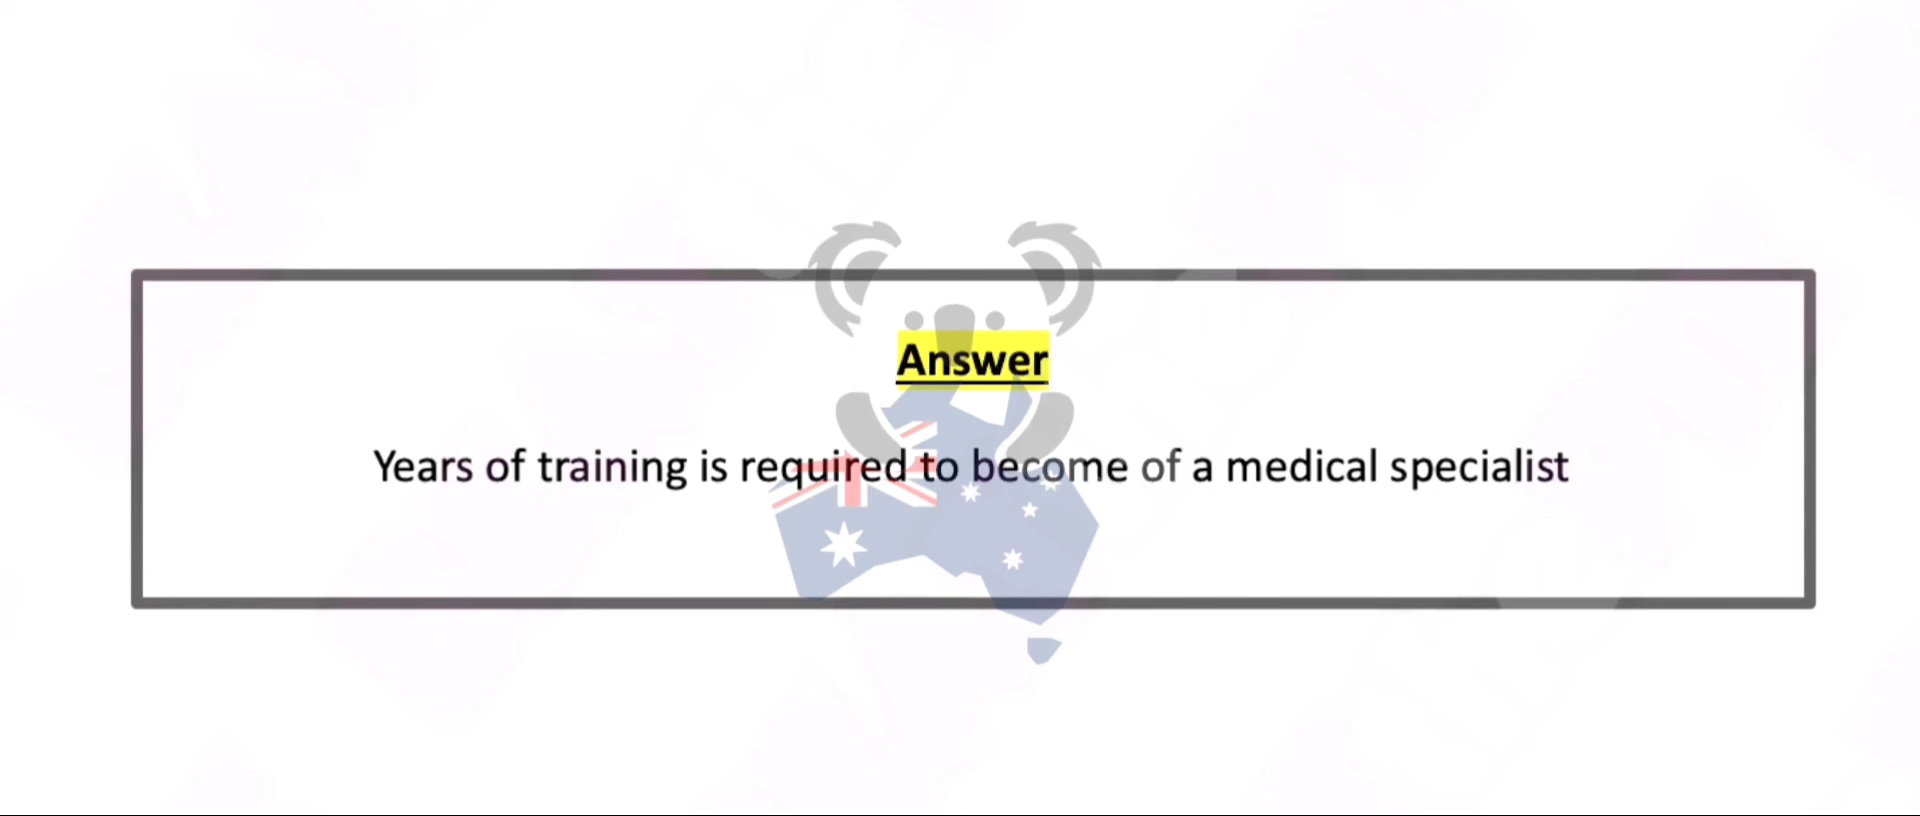 Answer
Years of training is required to become of a medical specialist